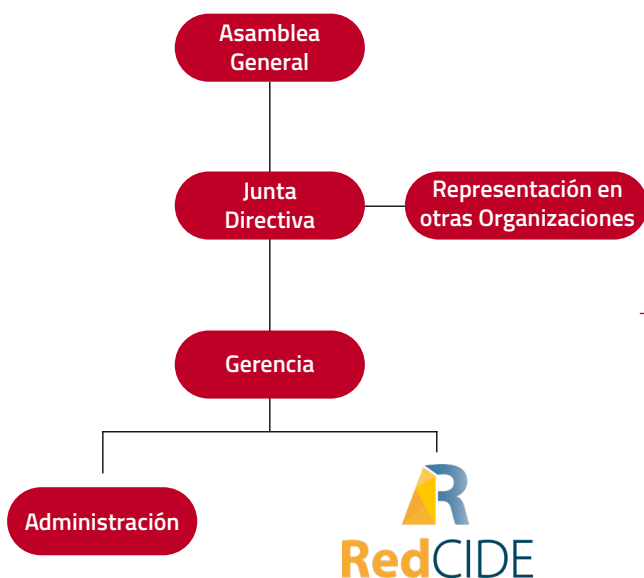 Asamblea
General
Junta
Directiva
Representación en
otras Organizaciones
Gerencia
Administración
RedCIDE